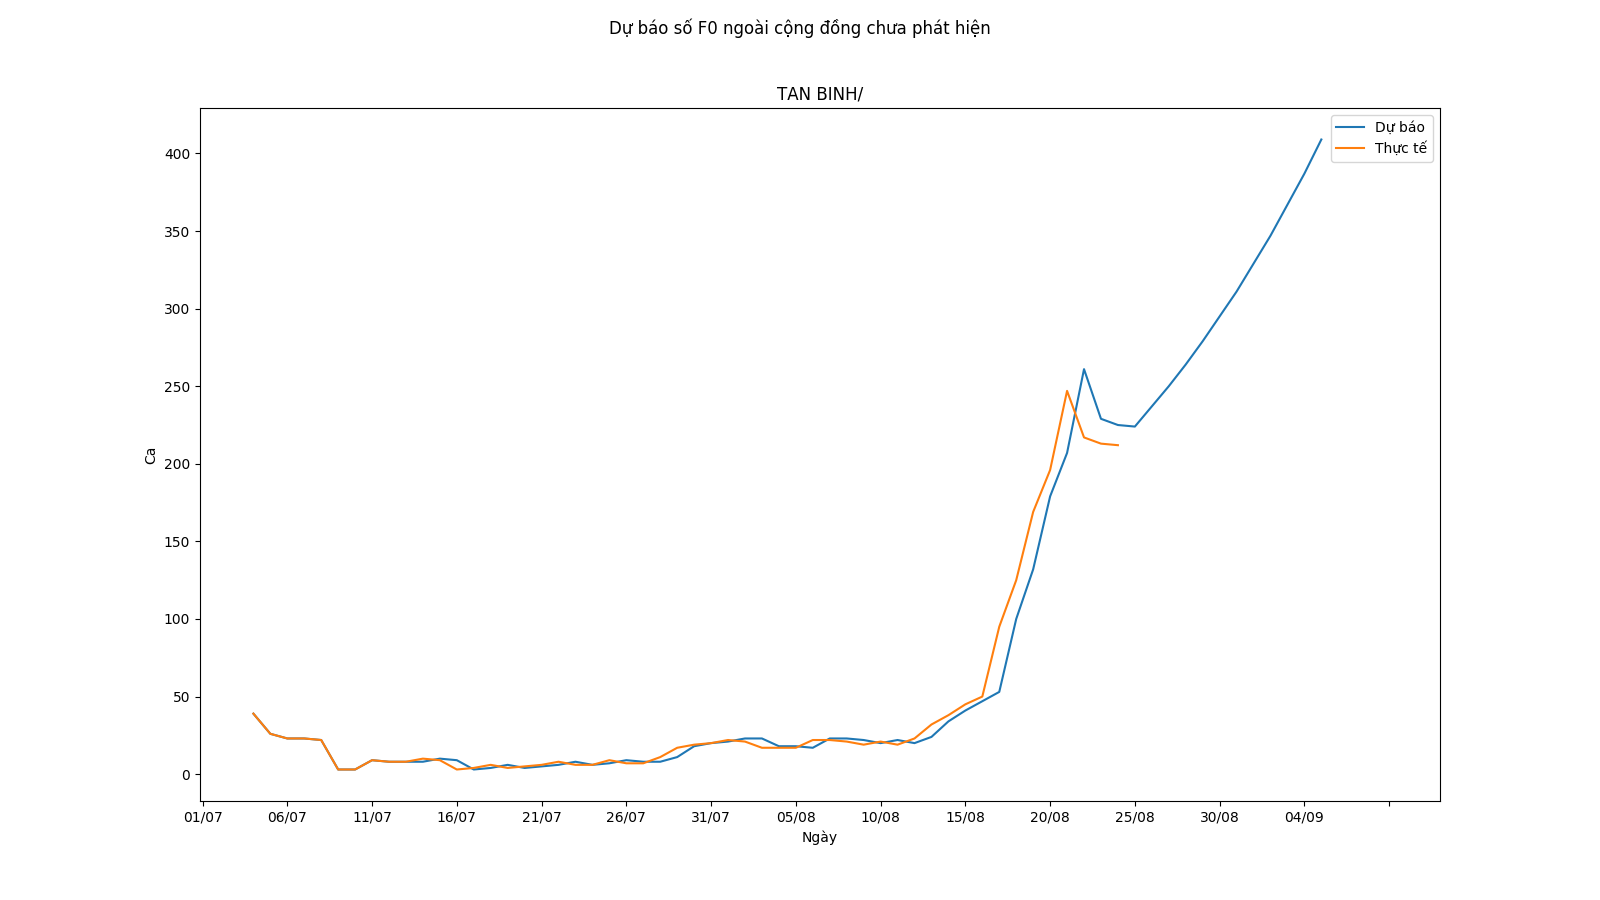 Dự báo số F0 ngoài cộng đồng chưa phát hiện
TAN BINH/
Dự báo
Thực tế
400
350
300
250
200
150
100
50
0
Ca
01/07 06/07 11/07 16/07 21/07 26/07 31/07 05/08 10/08 15/08 20/08 25/08 30/08 04/09
Ngày